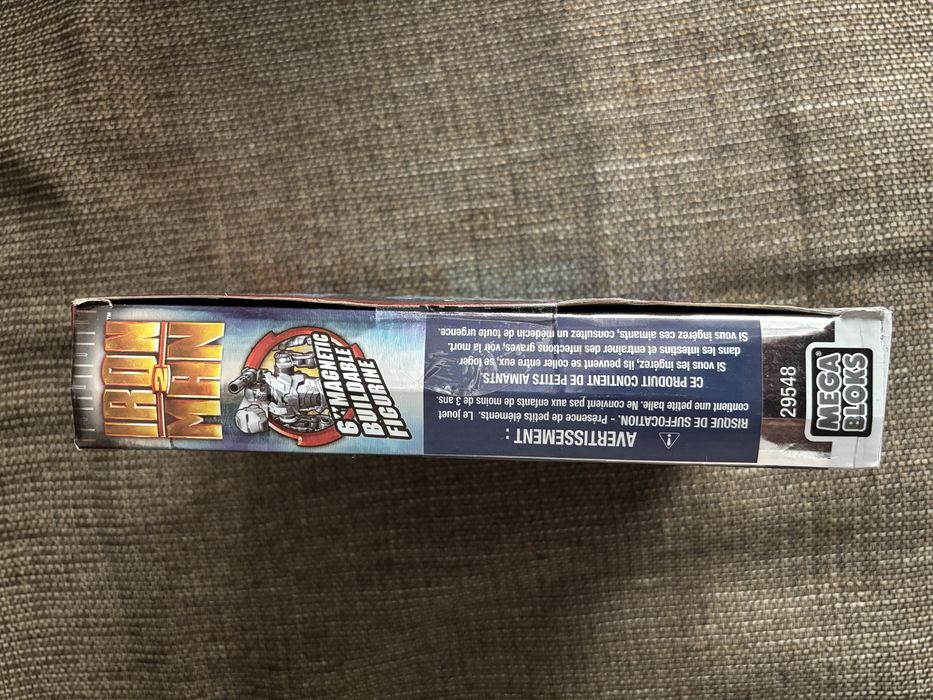 IRON
2
MAN
™
6 MAGNETIC
BUILDABLE
FIGURINE
AVERTISSEMENT :
RISQUE DE SUFFOCATION. - Présence de petits éléments. Le jouet
contient une petite balle. Ne convient pas aux enfants de moins de 3 ans.
CE PRODUIT CONTIENT DE PETITS AIMANTS.
Si vous les ingérez, ils peuvent se coller entre eux, se loger
dans les intestins et entraîner des infections graves, voir la mort.
Si vous ingérez ces aimants, consultez un médecin de toute urgence.
29548
MEGA
BLOKS
®